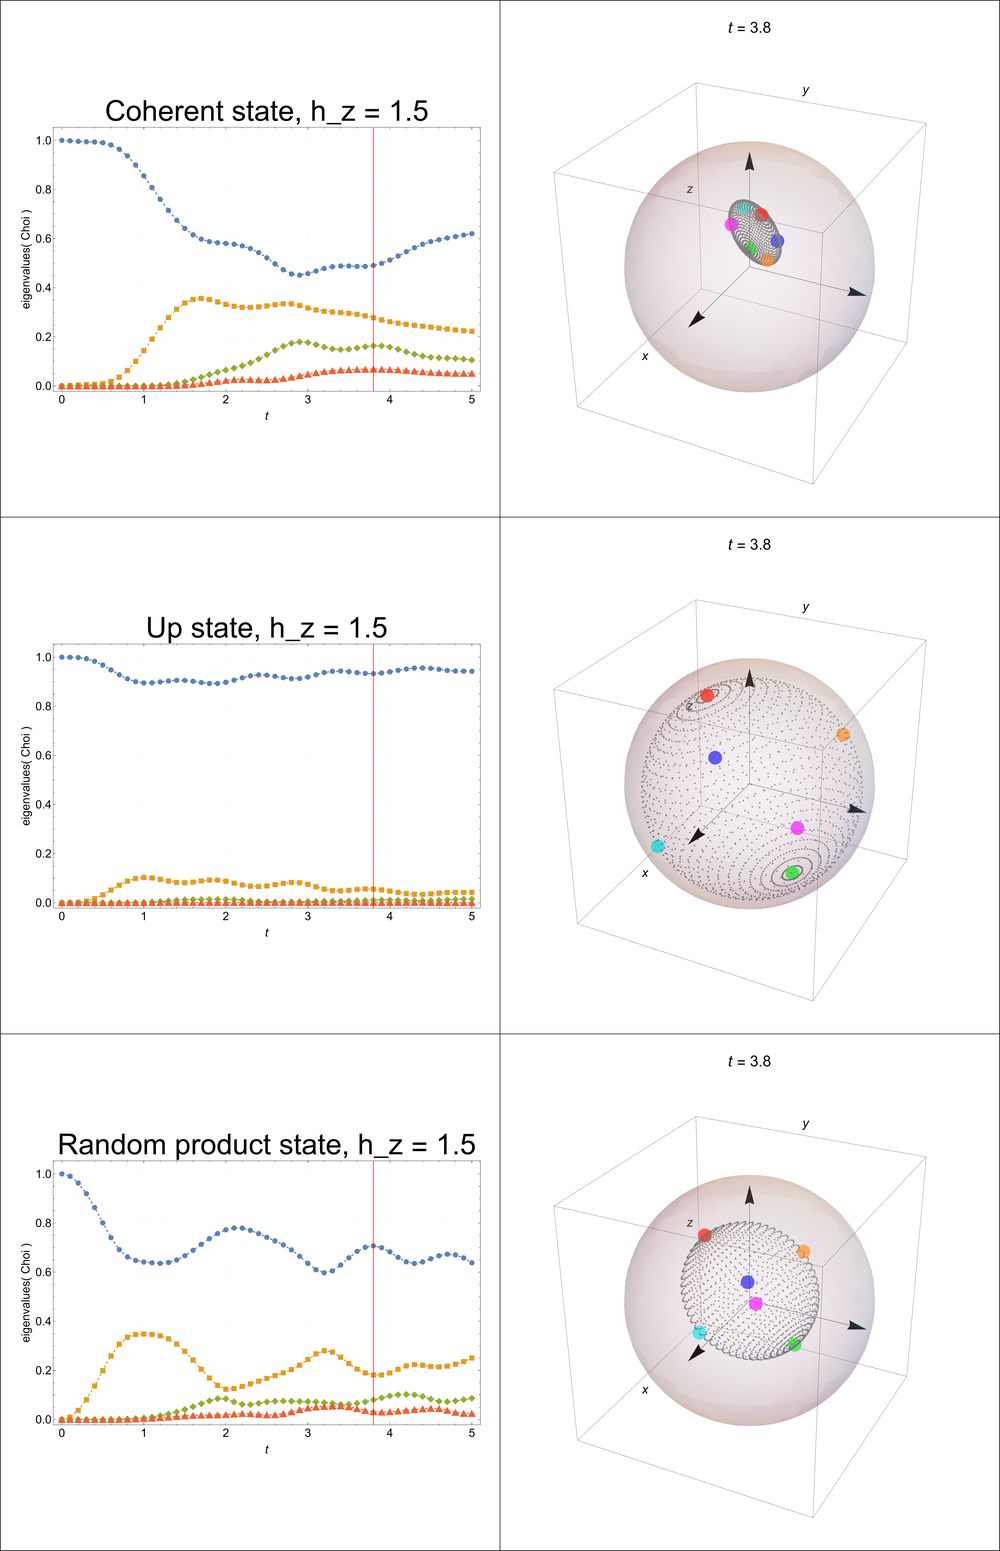 t = 3.8
y
Coherent state, h_z = 1.5
1.0
0.8
0.6
0.4
0.2
0.0
eigenvalues( Choi )
0 1 2 3 4 5
t
z
x
t = 3.8
y
Up state, h_z = 1.5
1.0
0.8
0.6
0.4
0.2
0.0
eigenvalues( Choi )
0 1 2 3 4 5
t
z
x
t = 3.8
y
Random product state, h_z = 1.5
1.0
0.8
0.6
0.4
0.2
0.0
eigenvalues( Choi )
0 1 2 3 4 5
t
z
x